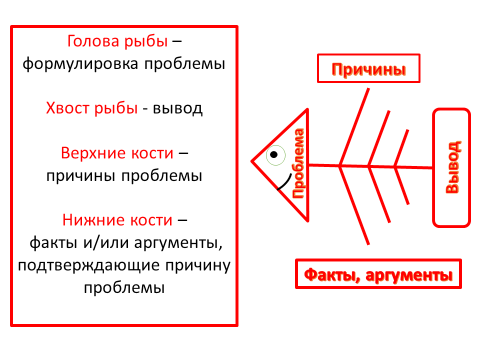 Голова рыбы –
формулировка проблемы
Хвост рыбы - вывод
Верхние кости –
причины проблемы
Нижние кости –
факты и/или аргументы,
подтверждающие причину
проблемы
Причины
Проблема
Вывод
Факты, аргументы